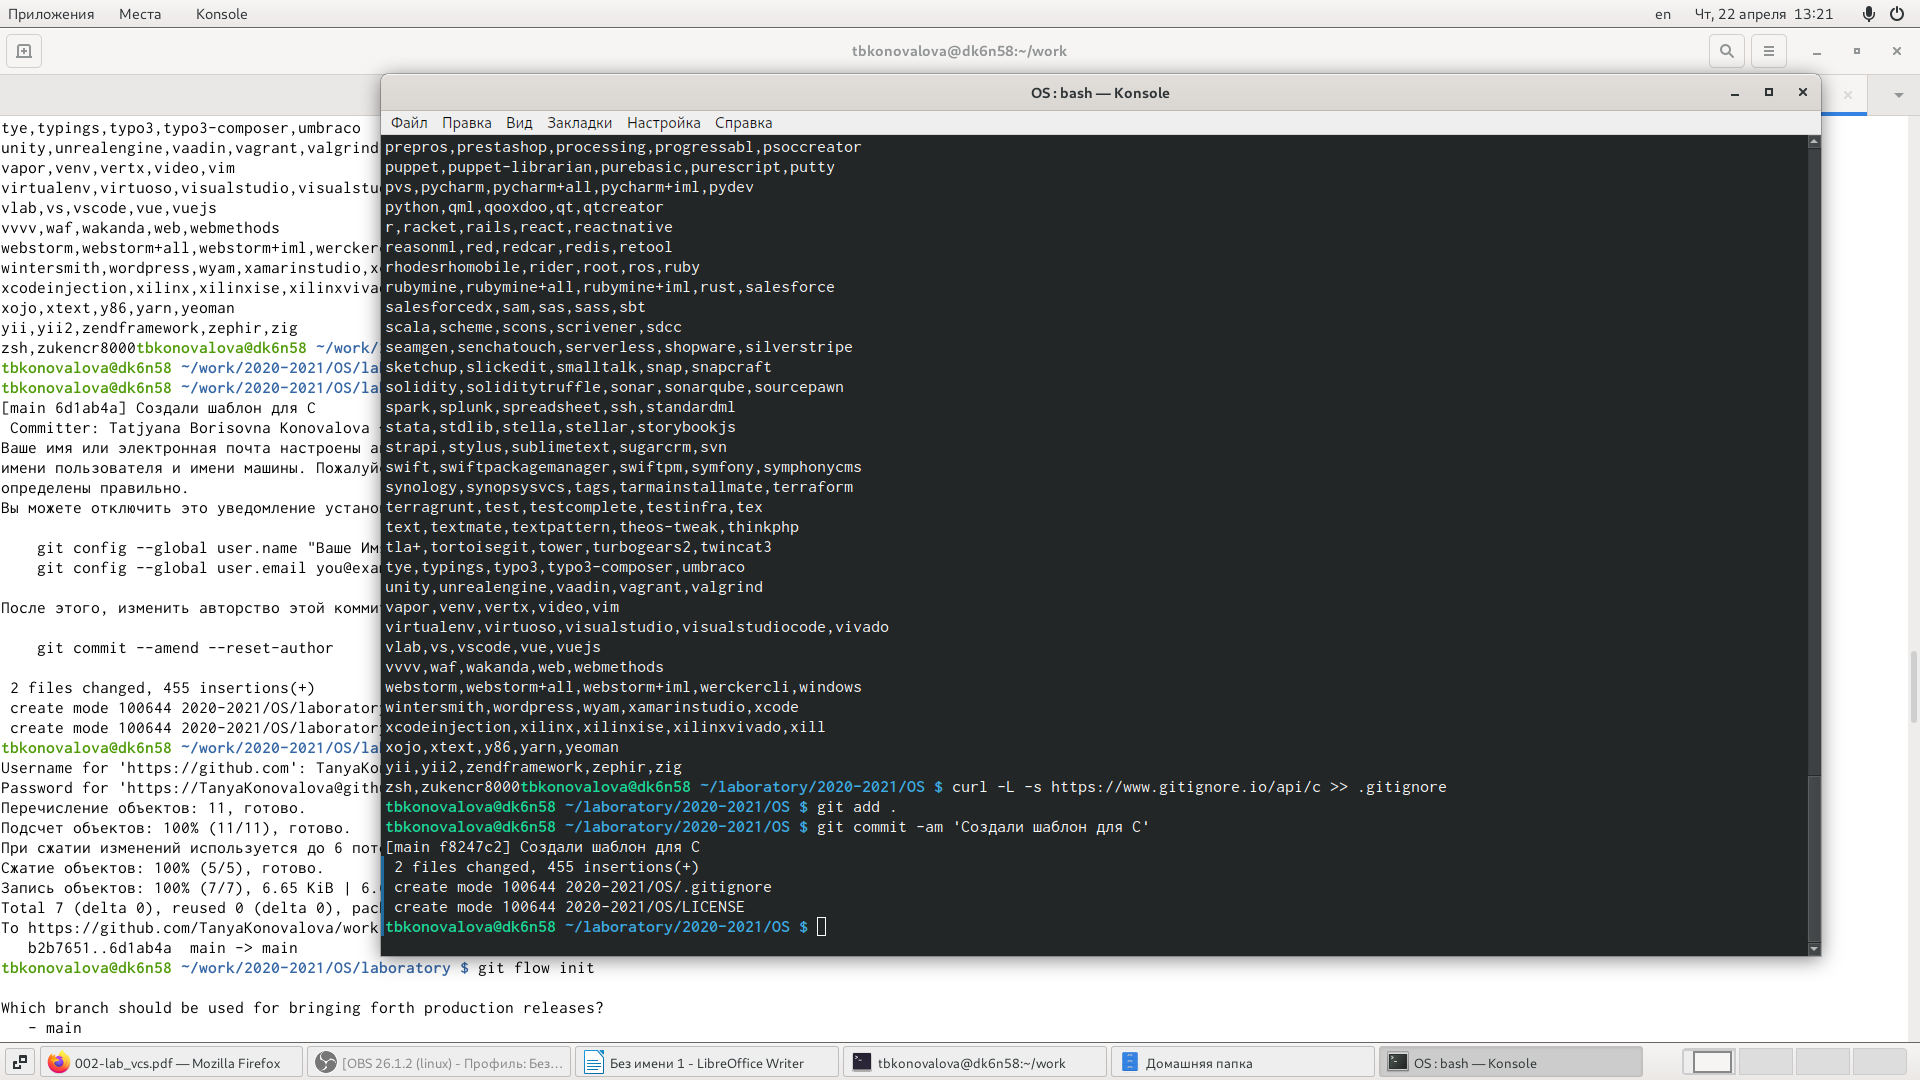 Приложения Места Konsole en Чт, 22 апреля 13:21
tbkonovalova@dk6n58:~/work
tye,typings,typo3,typo3-composer,umbraco
unity,unrealengine,vaadin,vagrant,valgrind
vapor,venv,vertx,video,vim
virtualenv,virtuoso,visualstudio,visualstu
vlab,vs,vscode,vue,vuejs
vvvv,waf,wakanda,web,webmethods
webstorm,webstorm+all,webstorm+iml,wercker
wintersmith,wordpress,wyam,xamarinstudio,x
xcodeinjection,xilinx,xilinxise,xilinxviva
xojo,xtext,y86,yarn,yeoman
yii,yii2,zendframework,zephir,zig
zsh,zukencr8000tbkonovalova@dk6n58 ~/work/
tbkonovalova@dk6n58 ~/work/2020-2021/OS/la
tbkonovalova@dk6n58 ~/work/2020-2021/OS/la
[main 6d1ab4a] Создали шаблон для C
Committer: Tatjyana Borisovna Konovalova
Ваше имя или электронная почта настроены а
имени пользователя и имени машины. Пожалуй
определены правильно.
Вы можете отключить это уведомление устано
git config --global user.name "Ваше Им
git config --global user.email you@exa
После этого, изменить авторство этой комми
git commit --amend --reset-author
2 files changed, 455 insertions(+)
create mode 100644 2020-2021/OS/laborator
create mode 100644 2020-2021/OS/laborator
tbkonovalova@dk6n58 ~/work/2020-2021/OS/la
Username for 'https://github.com': TanyaKo
Password for 'https://TanyaKonovalova@gith
Перечисление объектов: 11, готово.
Подсчет объектов: 100% (11/11), готово.
При сжатии изменений используется до 6 пот
Сжатие объектов: 100% (5/5), готово.
Запись объектов: 100% (7/7), 6.65 KiB | 6.
Total 7 (delta 0), reused 0 (delta 0), pac
To https://github.com/TanyaKonovalova/work
b2b7651..6d1ab4a main -> main
tbkonovalova@dk6n58 ~/work/2020-2021/OS/laboratory $ git flow init
Which branch should be used for bringing forth production releases?
- main
OS : bash — Konsole
Файл Правка Вид Закладки Настройка Справка
prepros,prestashop,processing,progressabl,psoccreator
puppet,puppet-librarian,purebasic,purescript,putty
pvs,pycharm,pycharm+all,pycharm+iml,pydev
python,qml,qooxdoo,qt,qtcreator
r,racket,rails,react,reactnative
reasonml,red,redcar,redis,retool
rhodesrhomobile,rider,root,ros,ruby
rubymine,rubymine+all,rubymine+iml,rust,salesforce
salesforcedx,sam,sas,sass,sbt
scala,scheme,scons,scrivener,sdcc
seamgen,senchatouch,serverless,shopware,silverstripe
sketchup,slickedit,smalltalk,snap,snapcraft
solidity,soliditytruffle,sonar,sonarqube,sourcepawn
spark,splunk,spreadsheet,ssh,standardml
stata,stdlib,stella,stellar,storybookjs
strapi,stylus,sublimetext,sugarcrm,svn
swift,swiftpackagemanager,swiftpm,symfony,symphonycms
synology,synopsysvcs,tags,tarmainstallmate,terraform
terragrunt,test,testcomplete,testinfra,tex
text,textmate,textpattern,theos-tweak,thinkphp
tla+,tortoisegit,tower,turbogears2,twincat3
tye,typings,typo3,typo3-composer,umbraco
unity,unrealengine,vaadin,vagrant,valgrind
vapor,venv,vertx,video,vim
virtualenv,virtuoso,visualstudio,visualstudiocode,vivado
vlab,vs,vscode,vue,vuejs
vvvv,waf,wakanda,web,webmethods
webstorm,webstorm+all,webstorm+iml,werckercli,windows
wintersmith,wordpress,wyam,xamarinstudio,xcode
xcodeinjection,xilinx,xilinxise,xilinxvivado,xill
xojo,xtext,y86,yarn,yeoman
yii,yii2,zendframework,zephir,zig
zsh,zukencr8000tbkonovalova@dk6n58 ~/laboratory/2020-2021/OS $ curl -L -s https://www.gitignore.io/api/c >> .gitignore
tbkonovalova@dk6n58 ~/laboratory/2020-2021/OS $ git add .
tbkonovalova@dk6n58 ~/laboratory/2020-2021/OS $ git commit -am 'Создали шаблон для C'
[main f8247c2] Создали шаблон для C
2 files changed, 455 insertions(+)
create mode 100644 2020-2021/OS/.gitignore
create mode 100644 2020-2021/OS/LICENSE
tbkonovalova@dk6n58 ~/laboratory/2020-2021/OS $
002-lab_vcs.pdf — Mozilla Firefox [OBS 26.1.2 (linux) - Профиль: Без... Без имени 1 - LibreOffice Writer tbkonovalova@dk6n58:~/work Домашняя папка OS : bash — Konsole